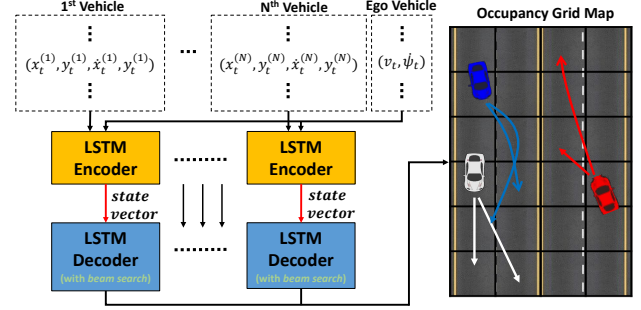 1st Vehicle
Nth Vehicle
Ego Vehicle
Occupancy Grid Map
⋮
⋮
⋮
(x_t^(1), y_t^(1), ẋ_t^(1), y_t^(1))
...
(x_t^(N), y_t^(N), ẋ_t^(N), y_t^(N))
(v_t, ψ̇_t)
⋮
⋮
⋮
LSTM
Encoder
LSTM
Encoder
state
vector
state
vector
LSTM
Decoder
(with beam search)
LSTM
Decoder
(with beam search)